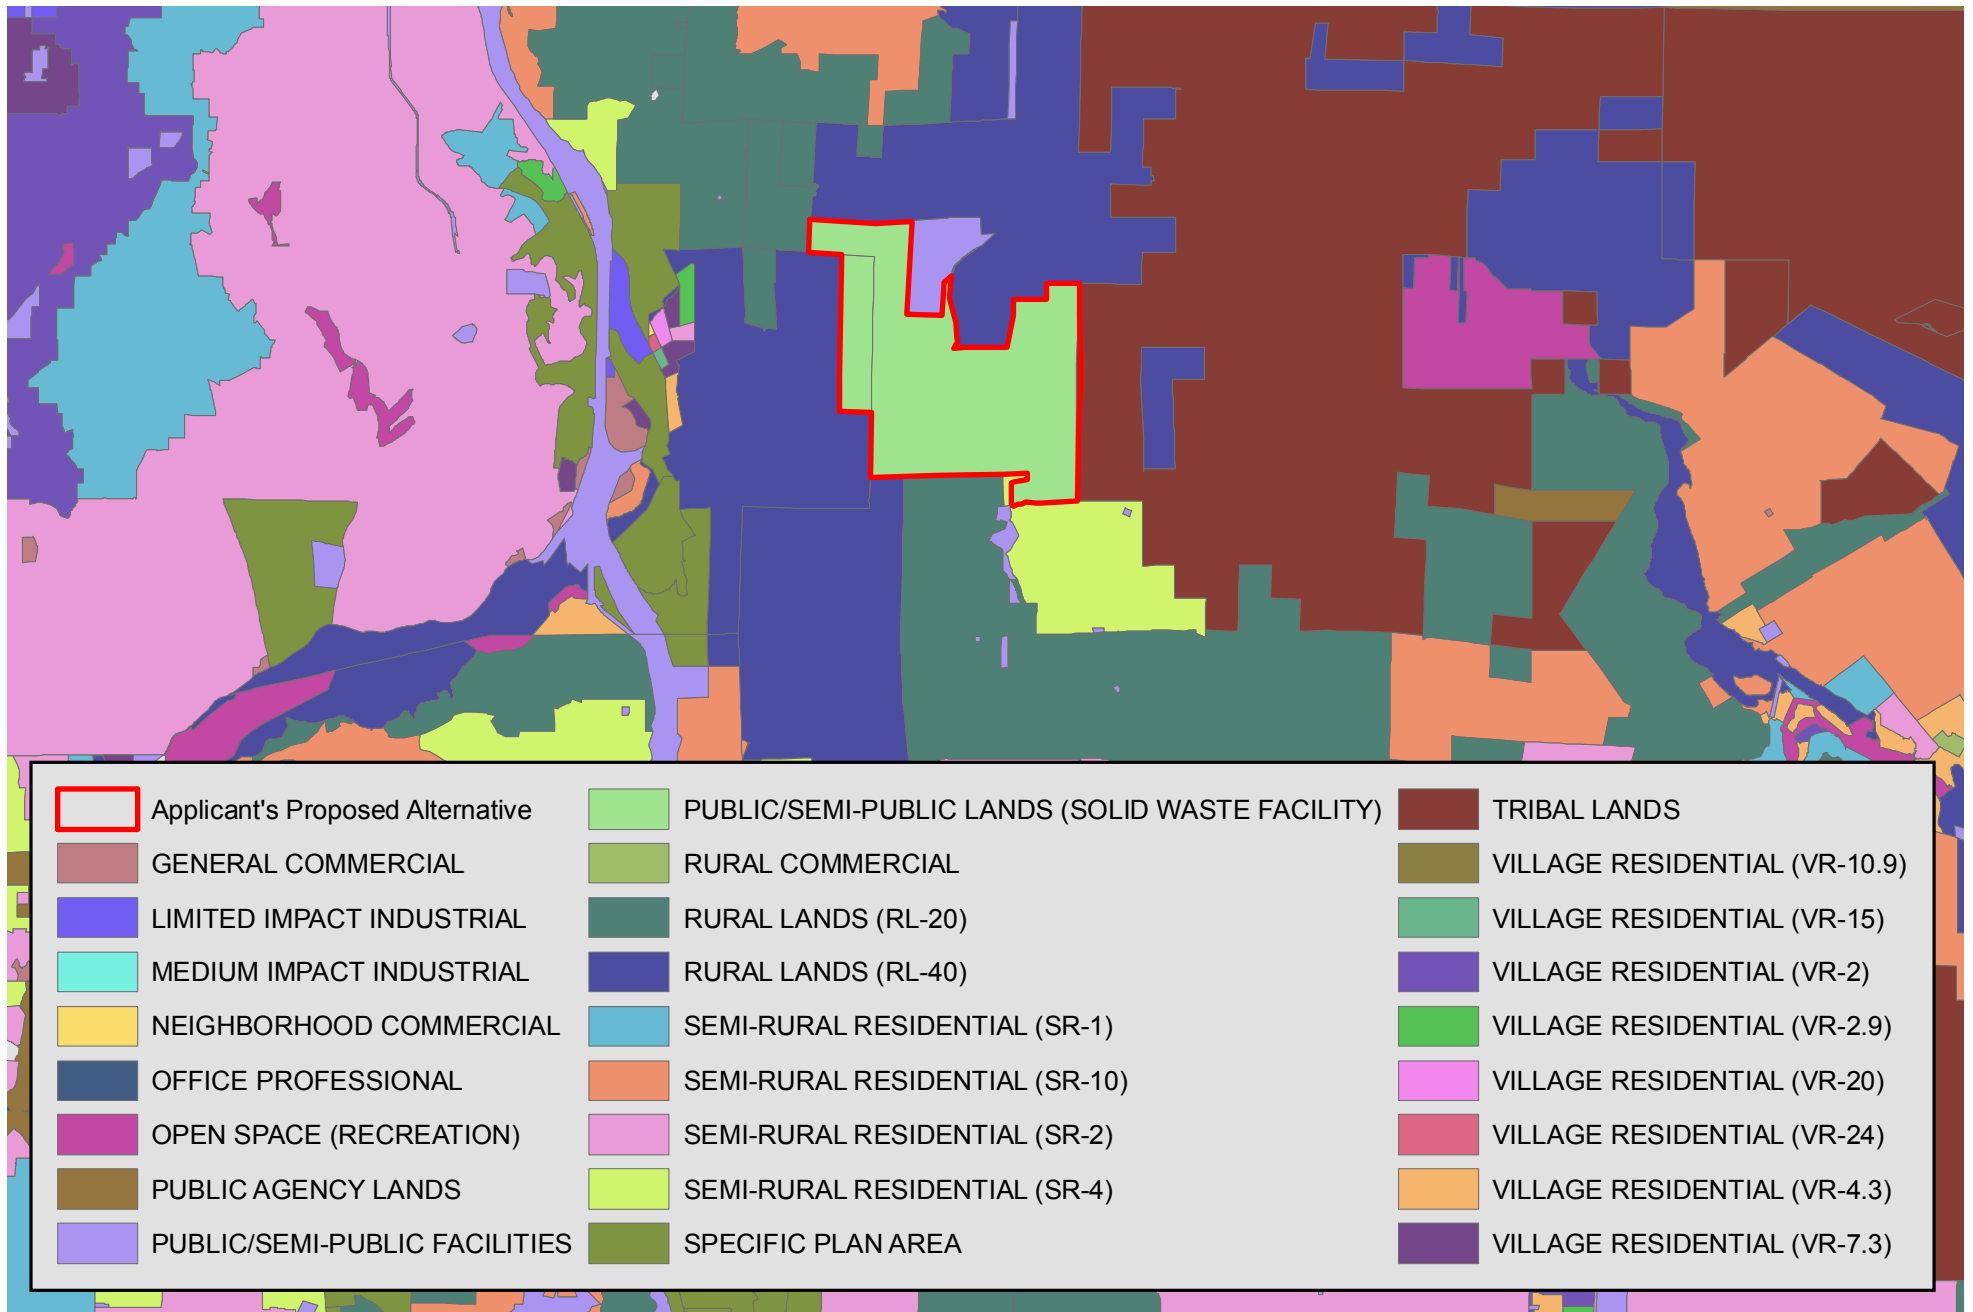 Applicant's Proposed Alternative
GENERAL COMMERCIAL
LIMITED IMPACT INDUSTRIAL
MEDIUM IMPACT INDUSTRIAL
NEIGHBORHOOD COMMERCIAL
OFFICE PROFESSIONAL
OPEN SPACE (RECREATION)
PUBLIC AGENCY LANDS
PUBLIC/SEMI-PUBLIC FACILITIES
PUBLIC/SEMI-PUBLIC LANDS (SOLID WASTE FACILITY)
RURAL COMMERCIAL
RURAL LANDS (RL-20)
RURAL LANDS (RL-40)
SEMI-RURAL RESIDENTIAL (SR-1)
SEMI-RURAL RESIDENTIAL (SR-10)
SEMI-RURAL RESIDENTIAL (SR-2)
SEMI-RURAL RESIDENTIAL (SR-4)
SPECIFIC PLAN AREA
TRIBAL LANDS
VILLAGE RESIDENTIAL (VR-10.9)
VILLAGE RESIDENTIAL (VR-15)
VILLAGE RESIDENTIAL (VR-2)
VILLAGE RESIDENTIAL (VR-2.9)
VILLAGE RESIDENTIAL (VR-20)
VILLAGE RESIDENTIAL (VR-24)
VILLAGE RESIDENTIAL (VR-4.3)
VILLAGE RESIDENTIAL (VR-7.3)